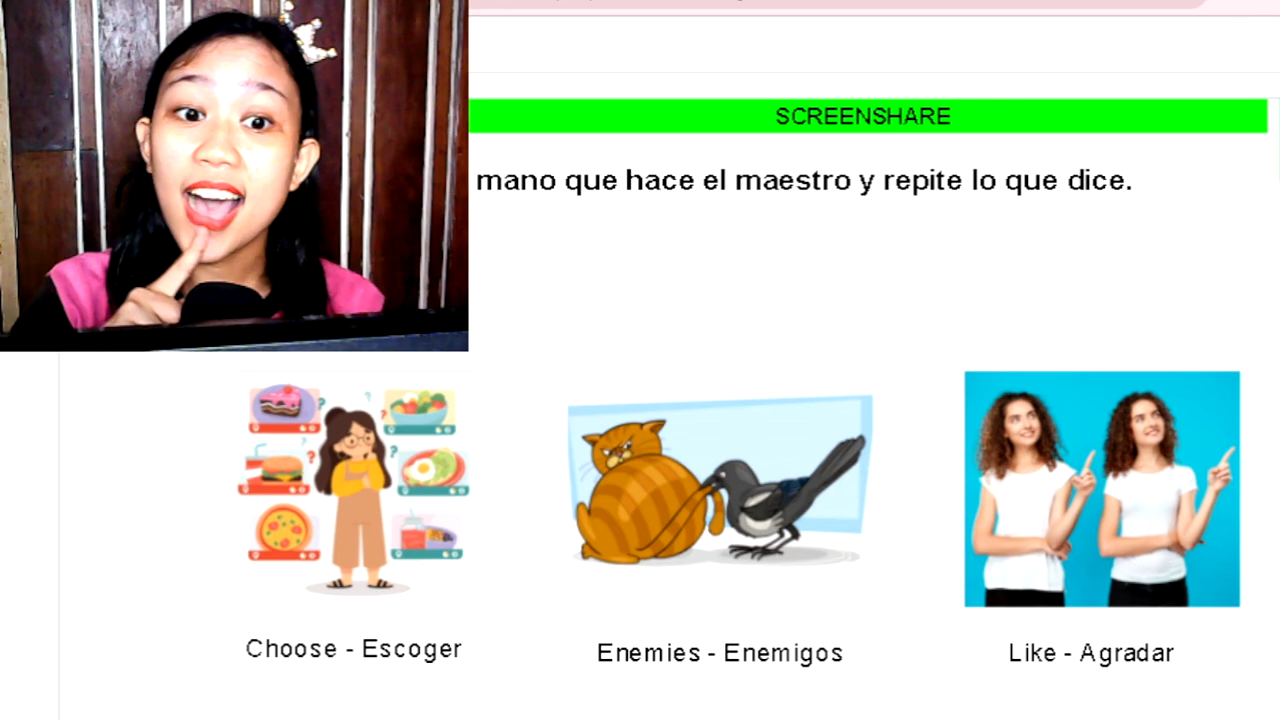 SCREENSHARE
mano que hace el maestro y repite lo que dice.
Choose - Escoger
Enemies - Enemigos
Like - Agradar